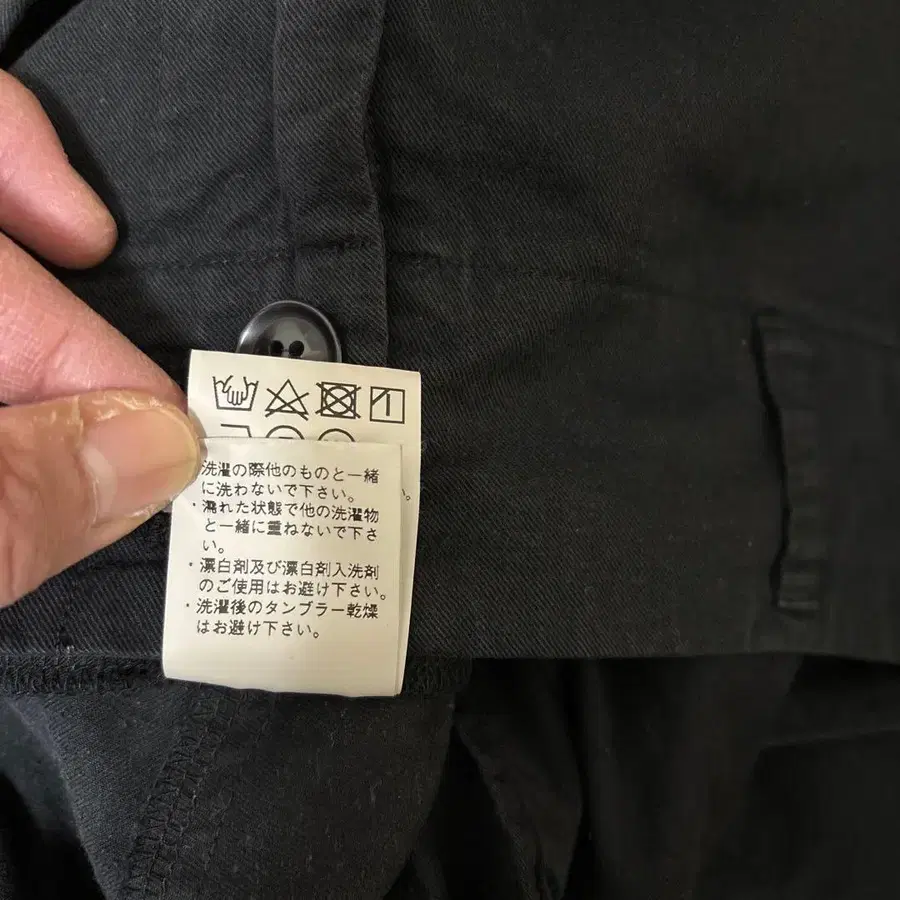 ・洗濯の際他のものと一緒
に洗わないで下さい。
い。
・濡れた状態で他の洗濯物
と一緒に重ねないで下さ
い。
・漂白剤及び漂白剤入洗剤
のご使用はお避け下さい。
・洗濯後のタンブラー乾燥
はお避け下さい。